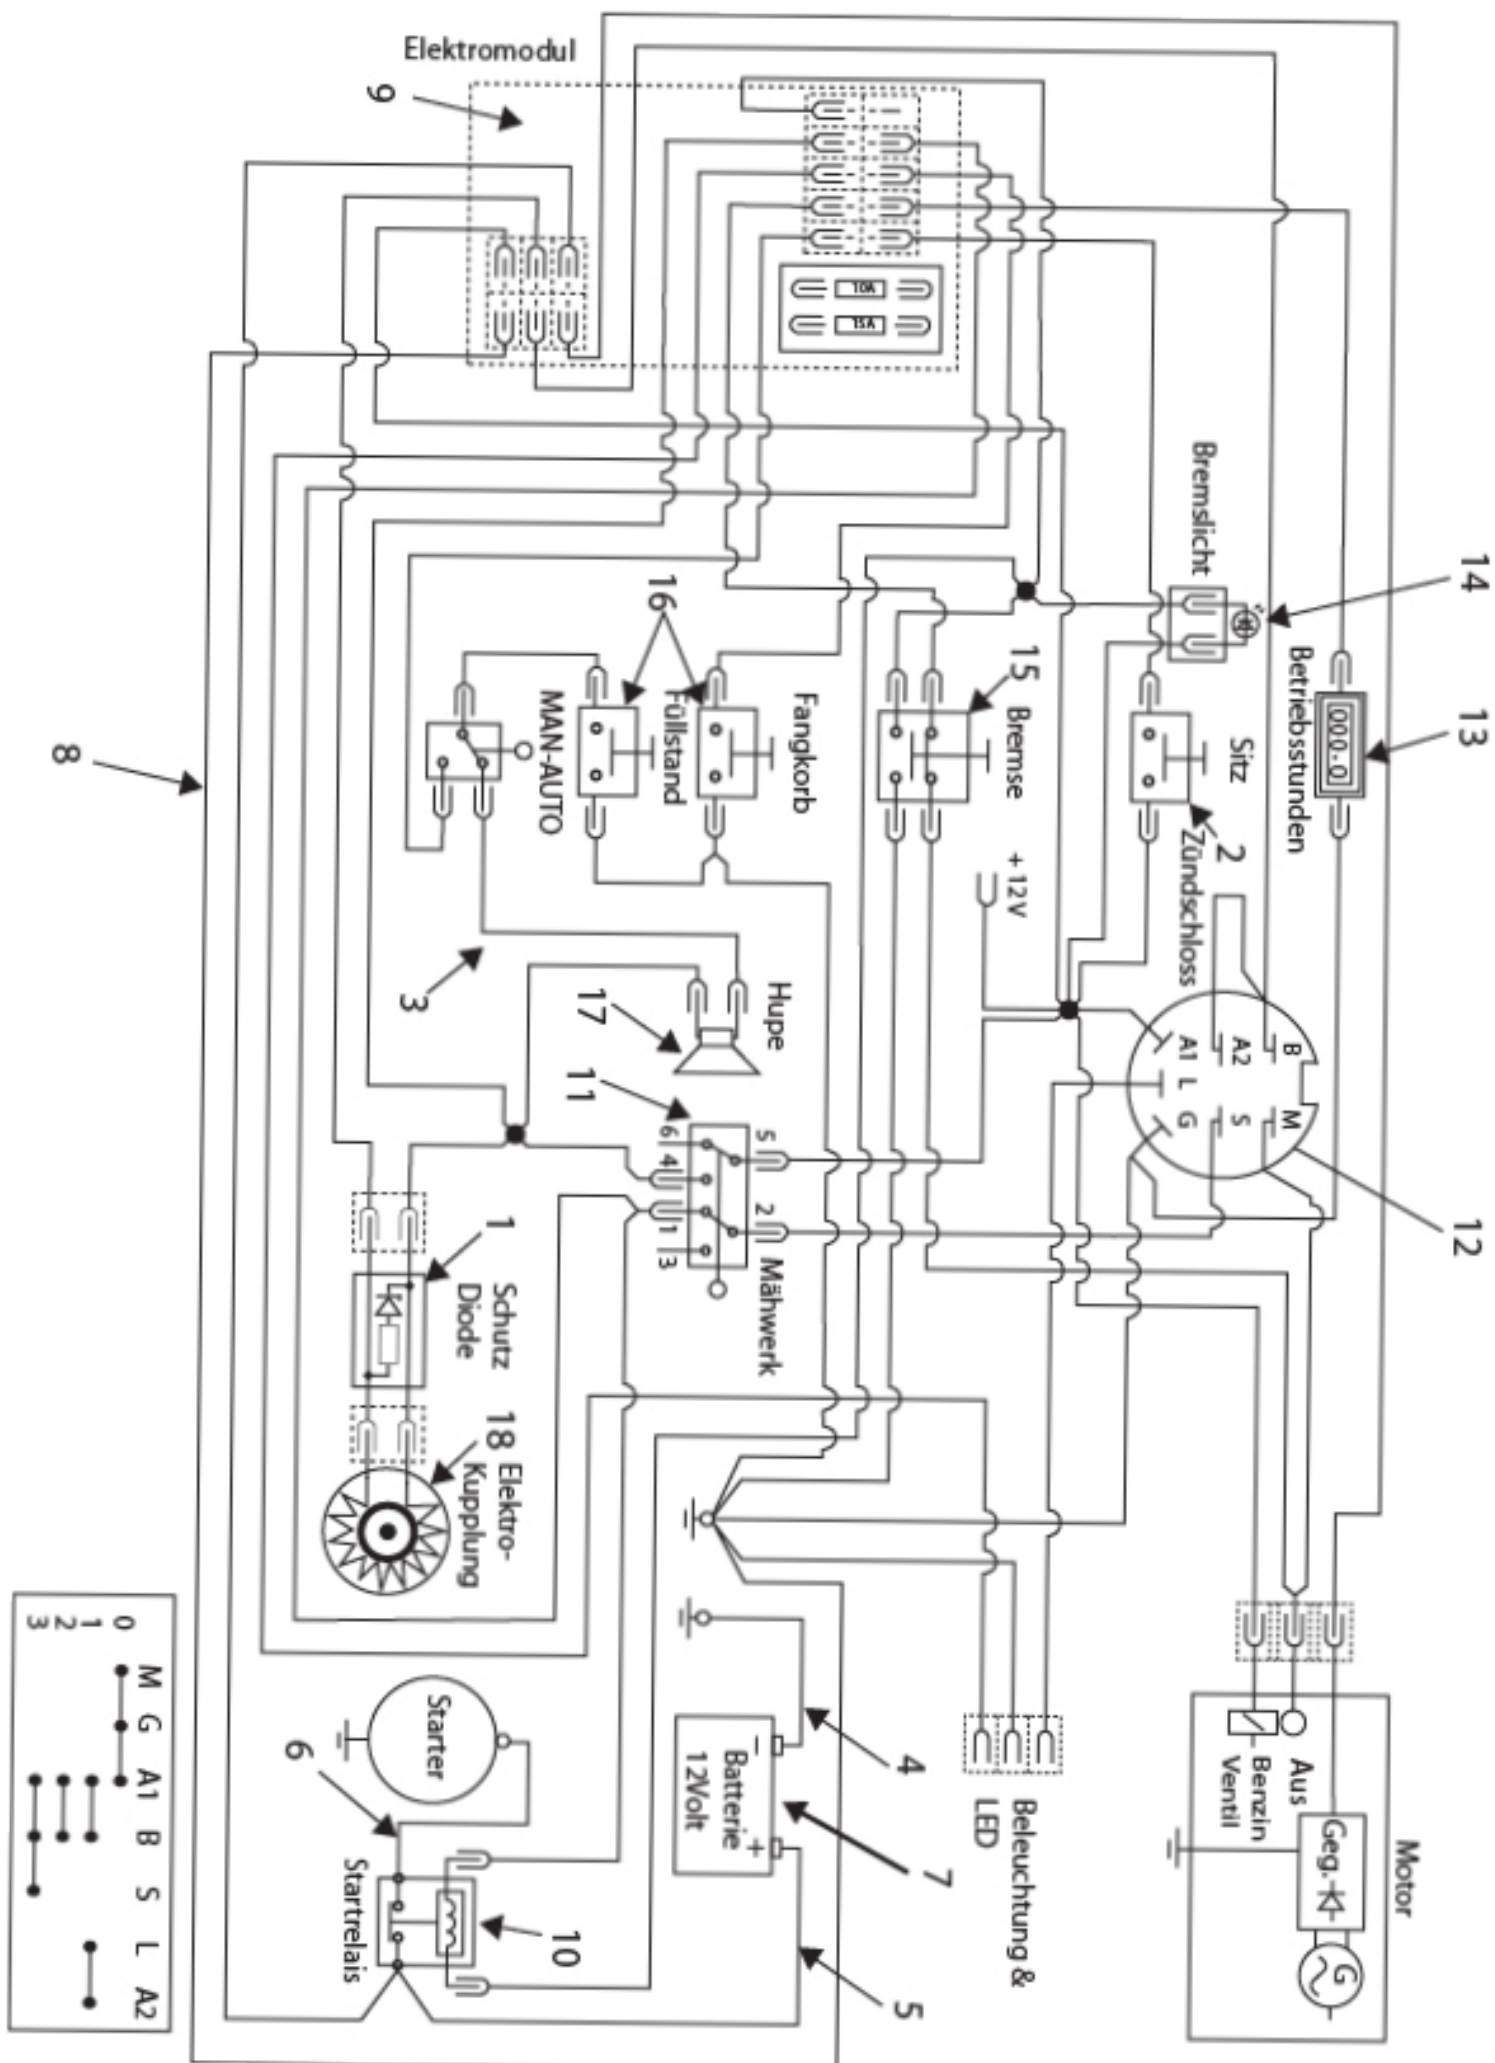 Elektromodul
9
10A
15A
Bremslicht
14
Betriebsstunden
000.0
13
Sitz
2
Zündschloss
15
Bremse
+ 12V
16
Füllstand
Fangkorb
MAN-AUTO
8
3
Hupe
17
11
6
4
1
3
5
2
Mähwerk
B
M
A2
S
A1
L
G
12
1
Schutz
Diode
18
Elektro-
Kupplung
Starter
6
Startrelais
10
Batterie
12Volt
–
+
4
7
5
Beleuchtung &
LED
Motor
Aus
Benzin
Ventil
Geg.
G
M G A1 B S L A2
0
1
2
3